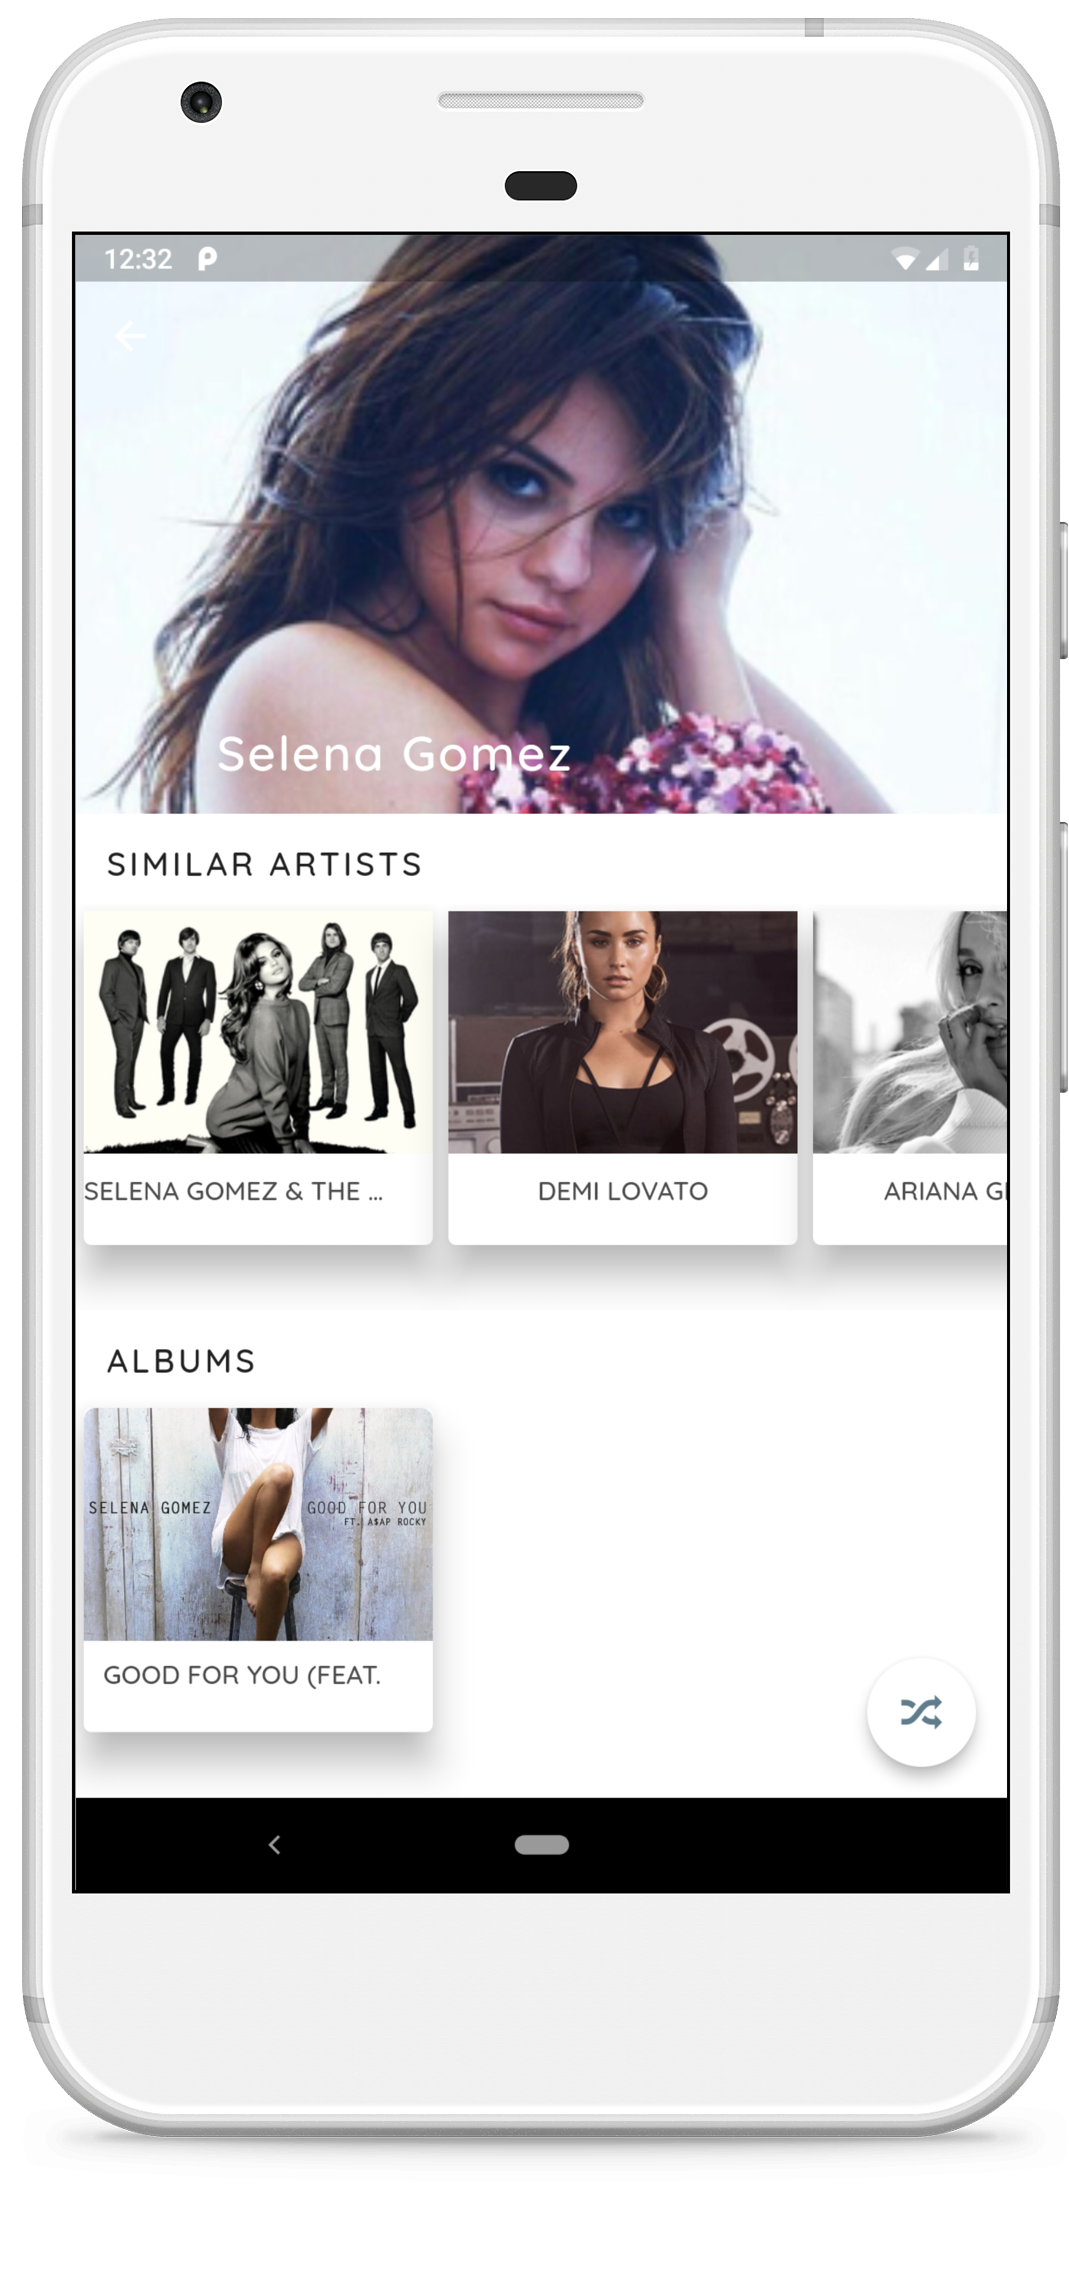 12:32
Selena Gomez
SIMILAR ARTISTS
SELENA GOMEZ & THE ...
DEMI LOVATO
ARIANA G
ALBUMS
SELENA GOMEZ
GOOD FOR YOU
FT. A$AP ROCKY
GOOD FOR YOU (FEAT.